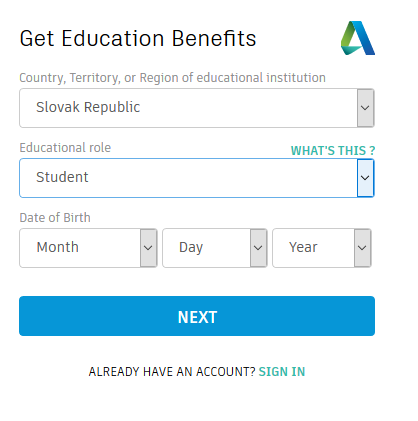 Get Education Benefits
Country, Territory, or Region of educational institution
Slovak Republic
Educational role WHAT'S THIS ?
Student
Date of Birth
Month Day Year
NEXT
ALREADY HAVE AN ACCOUNT? SIGN IN